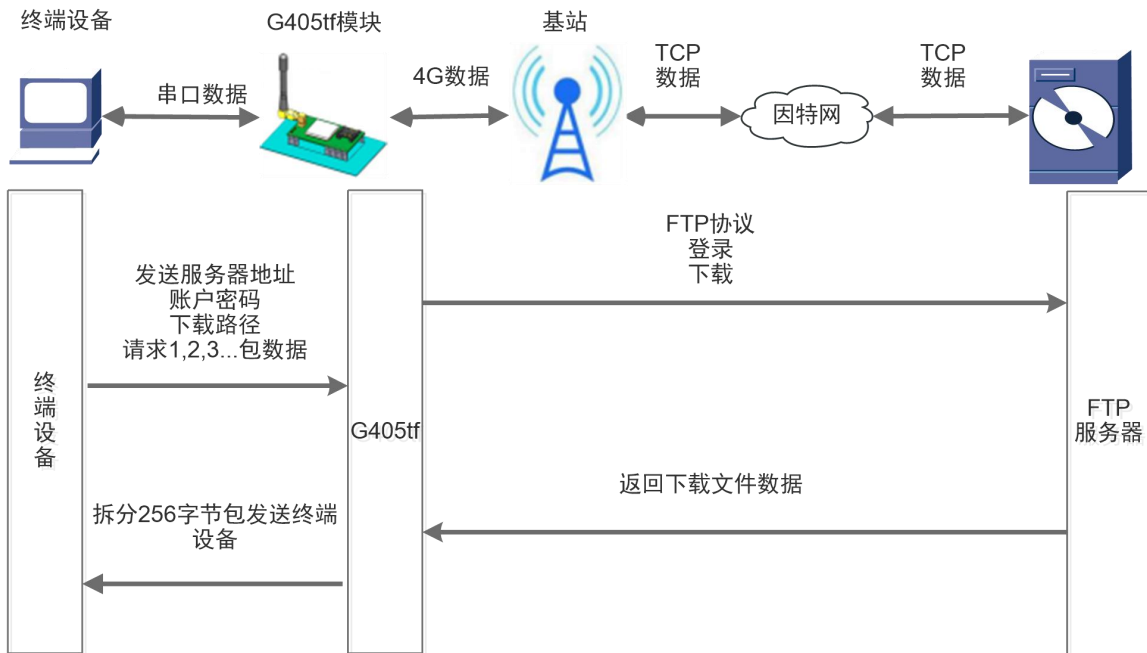 终端设备
G405tf模块
基站
串口数据
4G数据
TCP
数据
因特网
TCP
数据
发送服务器地址
账户密码
下载路径
请求1,2,3...包数据
FTP协议
登录
下载
终
端
设
备
G405tf
FTP
服务器
返回下载文件数据
拆分256字节包发送终端
设备